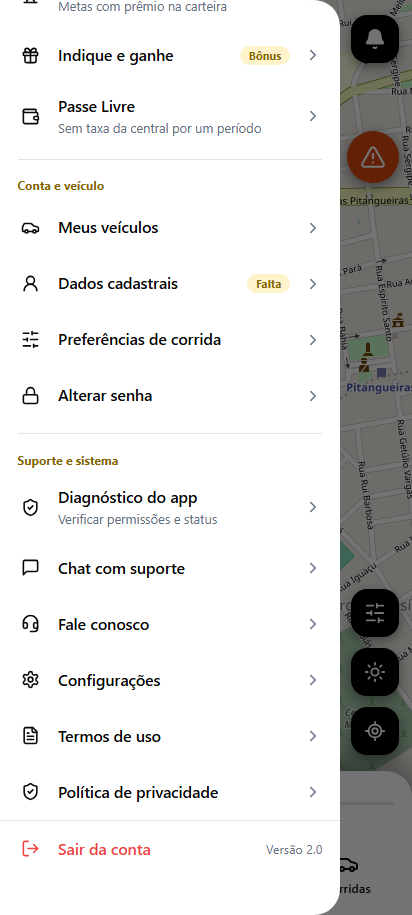 Metas com prêmio na carteira
Indique e ganhe
Bônus
Passe Livre
Sem taxa da central por um período
Conta e veículo
Meus veículos
Dados cadastrais
Falta
Preferências de corrida
Alterar senha
Suporte e sistema
Diagnóstico do app
Verificar permissões e status
Chat com suporte
Fale conosco
Configurações
Termos de uso
Política de privacidade
Sair da conta
Versão 2.0
as Pitangueiras
Pará
Rua Espírito Santo
Bahia
Pitangueiras
Rua Getúlio Vargas
Rua Rui Barbosa
Rua Iguaçu
rridas